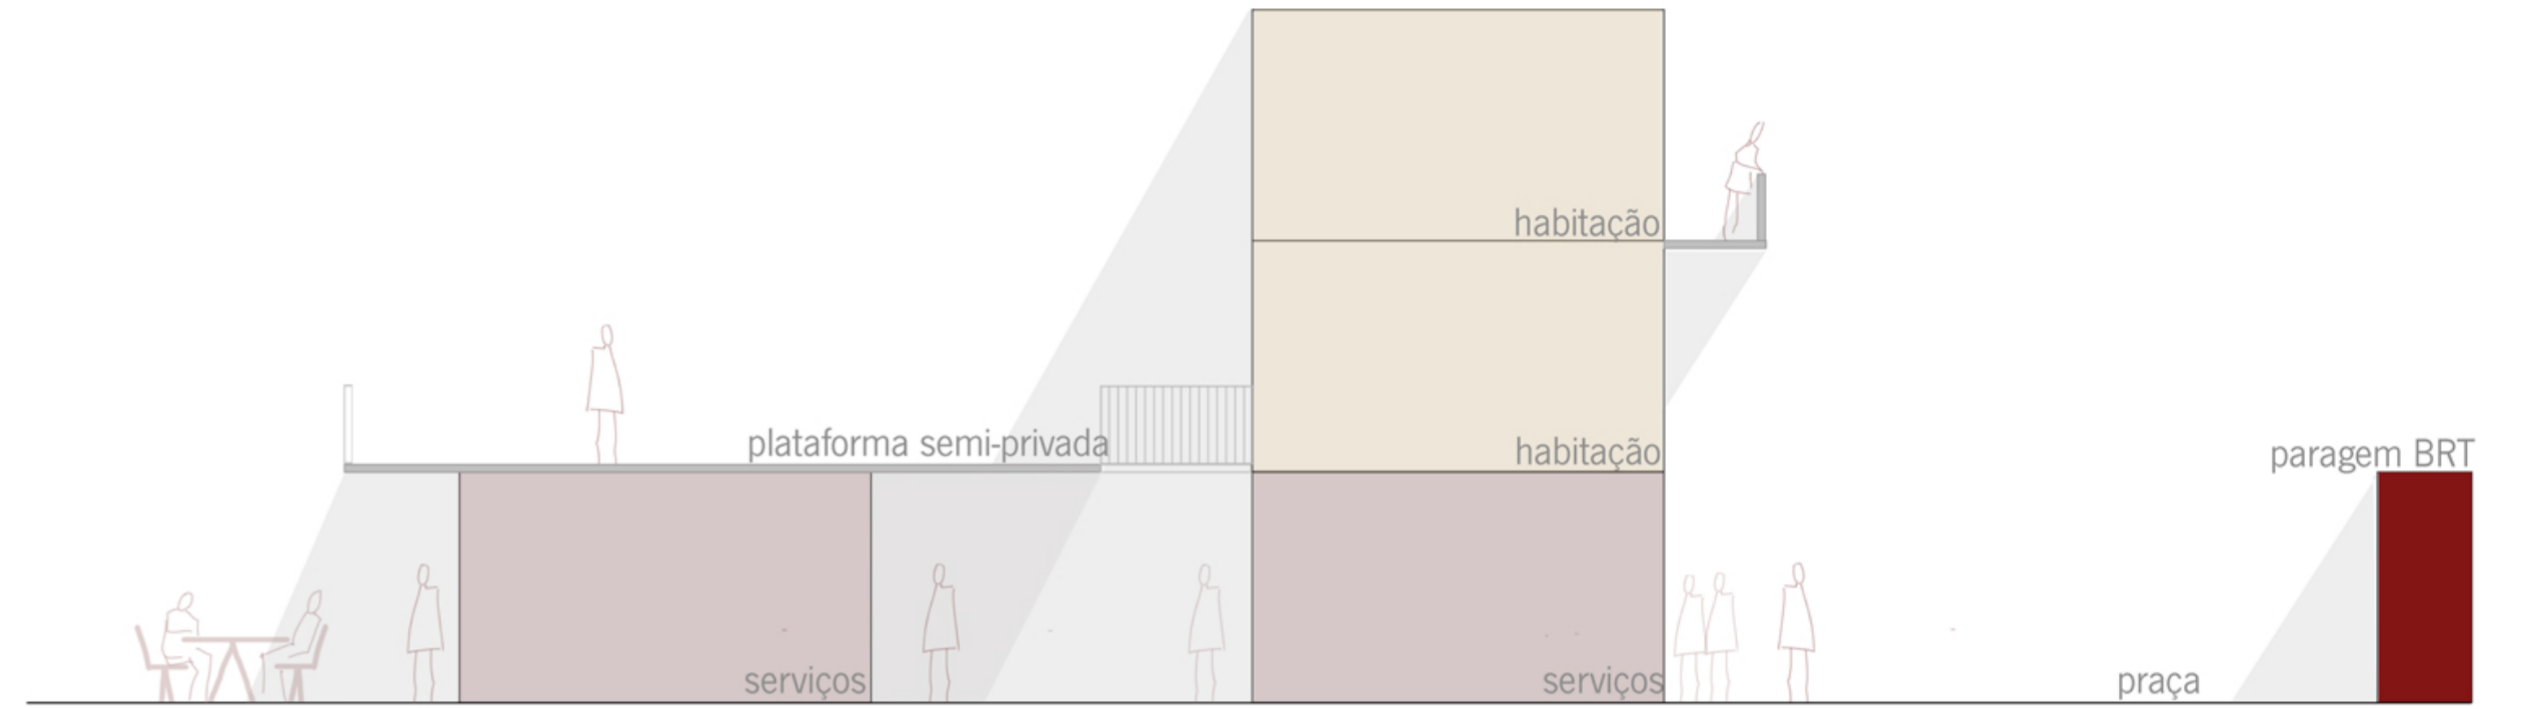 habitação
plataforma semi-privada
habitação
paragem BRT
serviços
serviços
praça